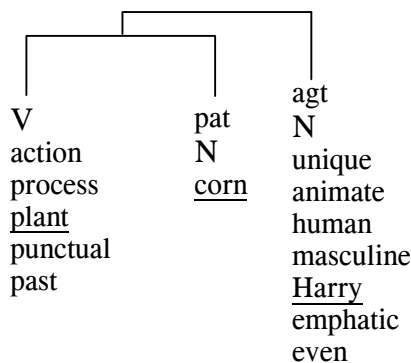 V
action
process
plant
punctual
past
pat
N
corn
agt
N
unique
animate
human
masculine
Harry
emphatic
even